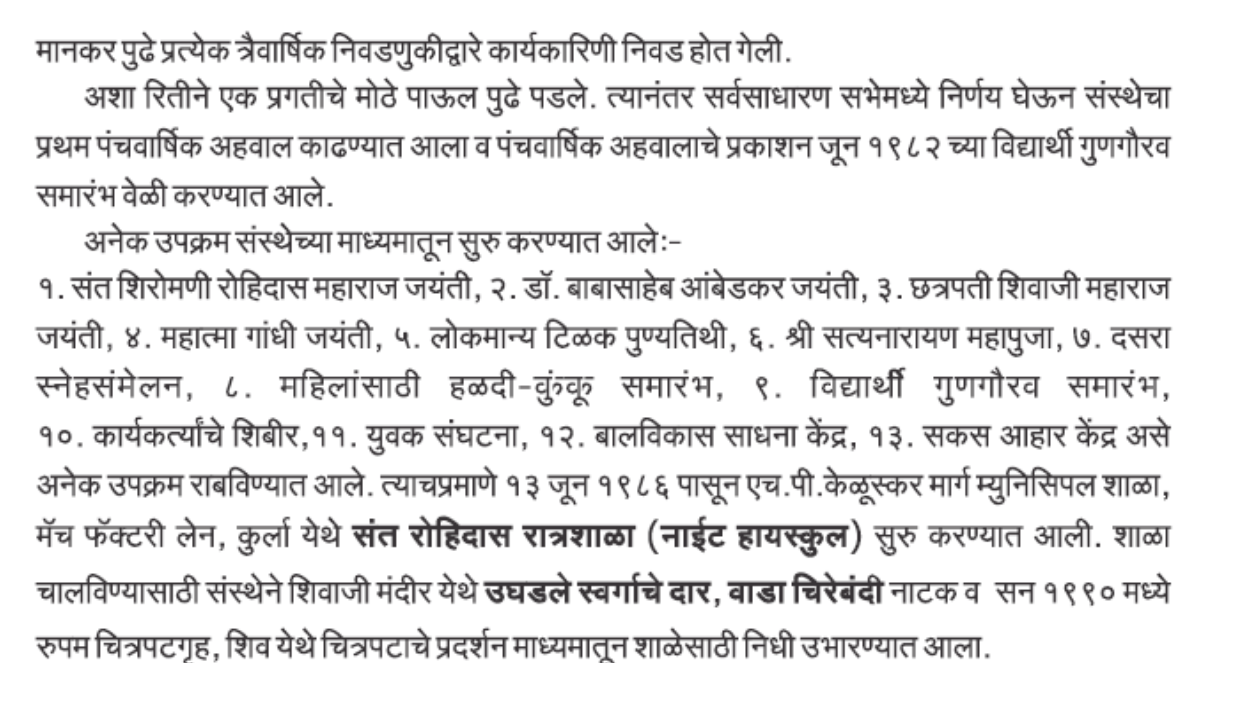 मानकर पुढे प्रत्येक त्रैवार्षिक निवडणुकीद्वारे कार्यकारिणी निवड होत गेली.
अशा रितीने एक प्रगतीचे मोठे पाऊल पुढे पडले. त्यानंतर सर्वसाधारण सभेमध्ये निर्णय घेऊन संस्थेचा
प्रथम पंचवार्षिक अहवाल काढण्यात आला व पंचवार्षिक अहवालाचे प्रकाशन जून १९८२ च्या विद्यार्थी गुणगौरव
समारंभ वेळी करण्यात आले.
अनेक उपक्रम संस्थेच्या माध्यमातून सुरु करण्यात आलेः-
१. संत शिरोमणी रोहिदास महाराज जयंती, २. डॉ. बाबासाहेब आंबेडकर जयंती, ३. छत्रपती शिवाजी महाराज
जयंती, ४. महात्मा गांधी जयंती, ५. लोकमान्य टिळक पुण्यतिथी, ६. श्री सत्यनारायण महापुजा, ७. दसरा
स्नेहसंमेलन, ८. महिलांसाठी हळदी-कुंकू समारंभ, ९. विद्यार्थी गुणगौरव समारंभ,
१०. कार्यकर्त्यांचे शिबीर,११. युवक संघटना, १२. बालविकास साधना केंद्र, १३. सकस आहार केंद्र असे
अनेक उपक्रम राबविण्यात आले. त्याचप्रमाणे १३ जून १९८६ पासून एच.पी.केळूस्कर मार्ग म्युनिसिपल शाळा,
मॅच फॅक्टरी लेन, कुर्ला येथे संत रोहिदास रात्रशाळा (नाईट हायस्कुल) सुरु करण्यात आली. शाळा
चालविण्यासाठी संस्थेने शिवाजी मंदीर येथे उघडले स्वर्गाचे दार, वाडा चिरेबंदी नाटक व सन १९९० मध्ये
रुपम चित्रपटगृह, शिव येथे चित्रपटाचे प्रदर्शन माध्यमातून शाळेसाठी निधी उभारण्यात आला.